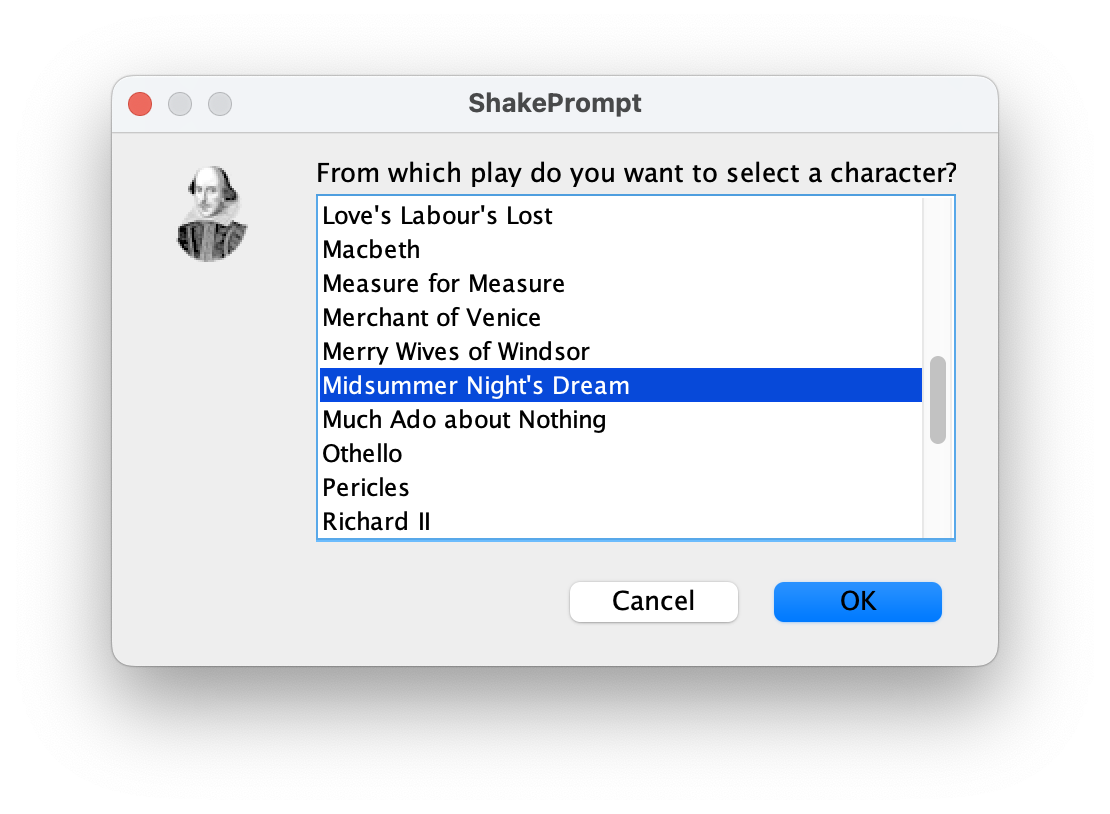 ShakePrompt
From which play do you want to select a character?
Love's Labour's Lost
Macbeth
Measure for Measure
Merchant of Venice
Merry Wives of Windsor
Midsummer Night's Dream
Much Ado about Nothing
Othello
Pericles
Richard II
Cancel
OK